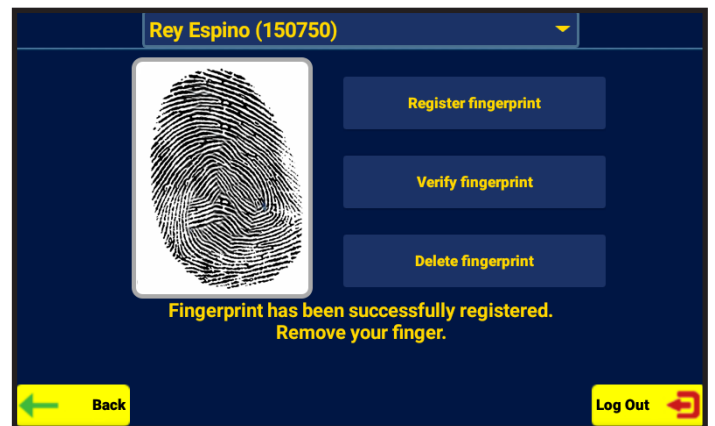 Rey Espino (150750)
Register fingerprint
Verify fingerprint
Delete fingerprint
Fingerprint has been successfully registered.
Remove your finger.
Back
Log Out